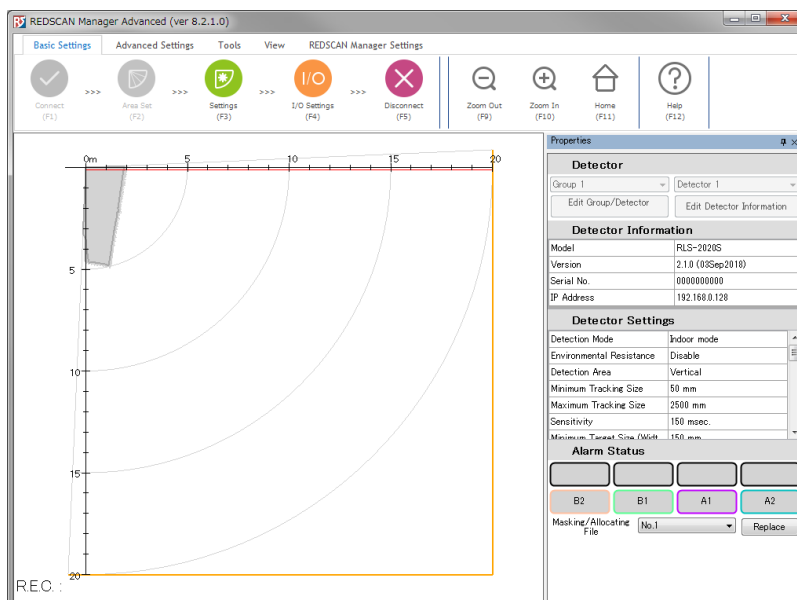 REDSCAN Manager Advanced (ver 8.2.1.0)
Basic Settings Advanced Settings Tools View REDSCAN Manager Settings
>>> >>> >>> I/O >>>
Connect Area Set Settings I/O Settings Disconnect Zoom Out Zoom In Home Help
(F1) (F2) (F3) (F4) (F5) (F9) (F10) (F11) (F12)
0m 5 10 15 20
5
10
15
20
R.E.C. :
Properties
Detector
Group 1 Detector 1
Edit Group/Detector Edit Detector Information
Detector Information
Model RLS-2020S
Version 2.1.0 (03Sep2018)
Serial No. 0000000000
IP Address 192.168.0.128
Detector Settings
Detection Mode Indoor mode
Environmental Resistance Disable
Detection Area Vertical
Minimum Tracking Size 50 mm
Maximum Tracking Size 2500 mm
Sensitivity 150 msec.
Minimum Target Size (Widt 150 mm
Alarm Status
B2 B1 A1 A2
Masking/Allocating File No.1 Replace